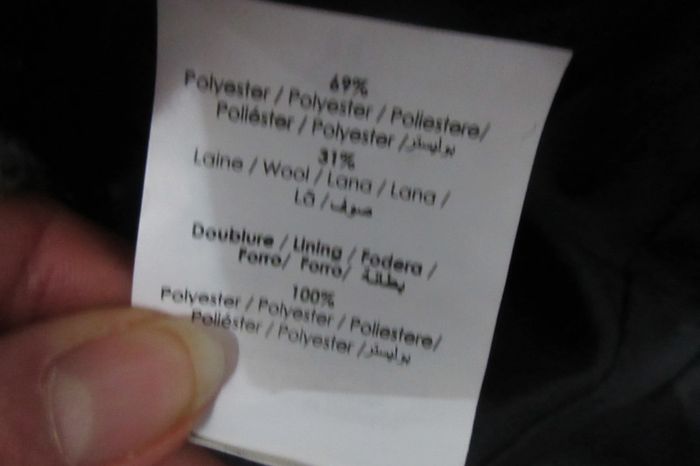 69%
Polyester / Polyester / Poliestere/
Poliéster / Polyester / بوليستر
31%
Laine / Wool / Lana / Lana /
Lã / صوف
Doublure / Lining / Fodera /
Forro/ Forro/ بطانة
100%
Polyester / Polyester / Poliestere/
Poliéster / Polyester / بوليستر